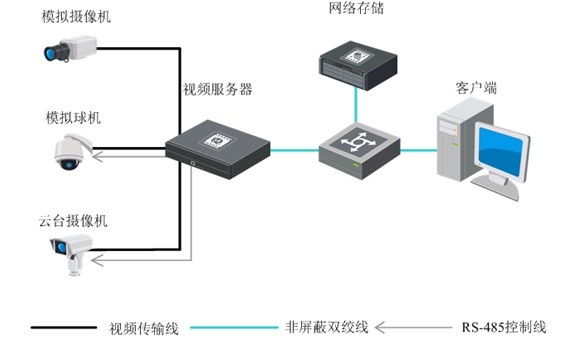 模拟摄像机
网络存储
视频服务器
客户端
模拟球机
云台摄像机
视频传输线
非屏蔽双绞线
RS-485控制线